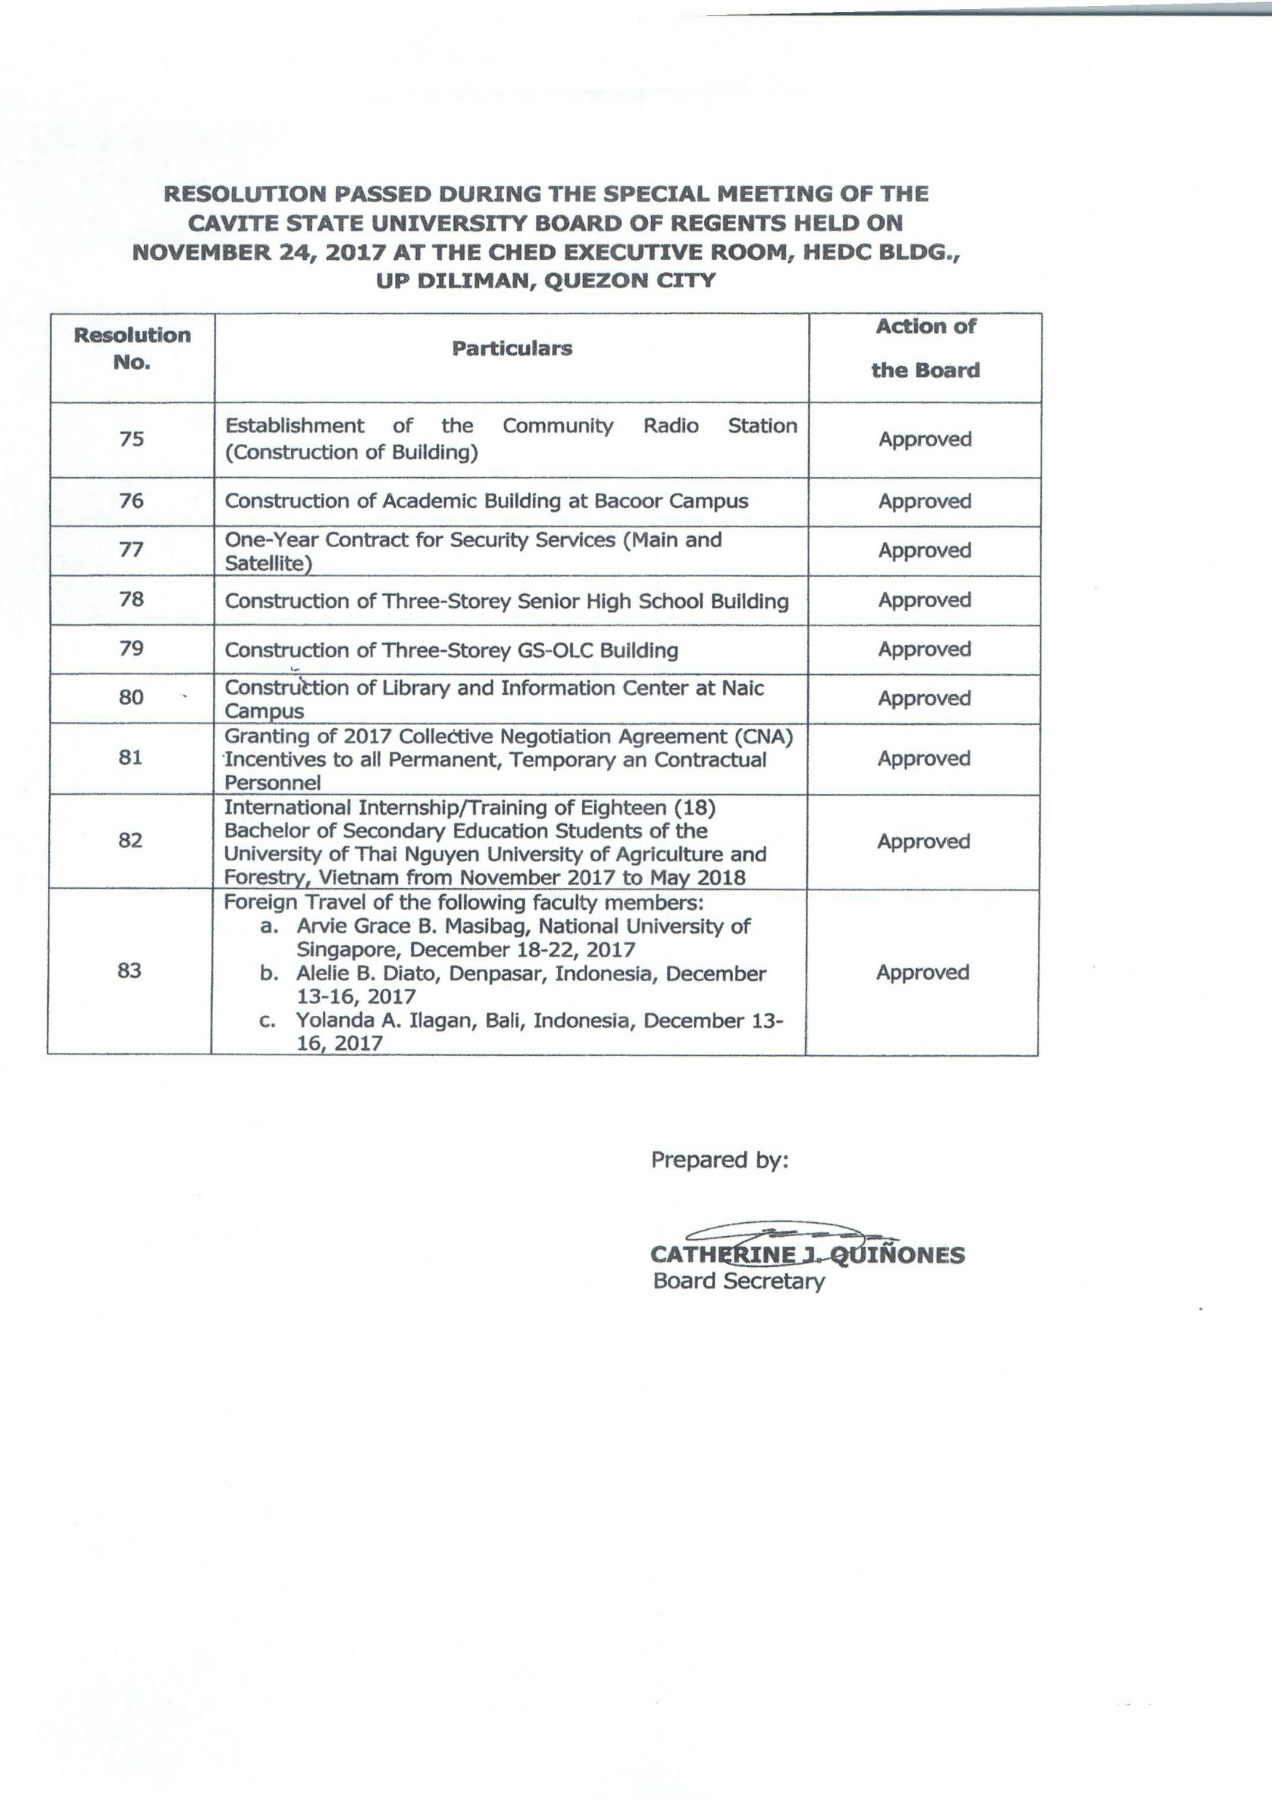 RESOLUTION PASSED DURING THE SPECIAL MEETING OF THE
CAVITE STATE UNIVERSITY BOARD OF REGENTS HELD ON
NOVEMBER 24, 2017 AT THE CHED EXECUTIVE ROOM, HEDC BLDG.,
UP DILIMAN, QUEZON CITY
Resolution
No.
Particulars
Action of
the Board
75
Establishment of the Community Radio Station
(Construction of Building)
Approved
76
Construction of Academic Building at Bacoor Campus
Approved
77
One-Year Contract for Security Services (Main and
Satellite)
Approved
78
Construction of Three-Storey Senior High School Building
Approved
79
Construction of Three-Storey GS-OLC Building
Approved
80
Construction of Library and Information Center at Naic
Campus
Approved
81
Granting of 2017 Collective Negotiation Agreement (CNA)
Incentives to all Permanent, Temporary an Contractual
Personnel
Approved
82
International Internship/Training of Eighteen (18)
Bachelor of Secondary Education Students of the
University of Thai Nguyen University of Agriculture and
Forestry, Vietnam from November 2017 to May 2018
Approved
83
Foreign Travel of the following faculty members:
a. Arvie Grace B. Masibag, National University of
Singapore, December 18-22, 2017
b. Alelie B. Diato, Denpasar, Indonesia, December
13-16, 2017
c. Yolanda A. Ilagan, Bali, Indonesia, December 13-
16, 2017
Approved
Prepared by:
CATHERINE J. QUIÑONES
Board Secretary